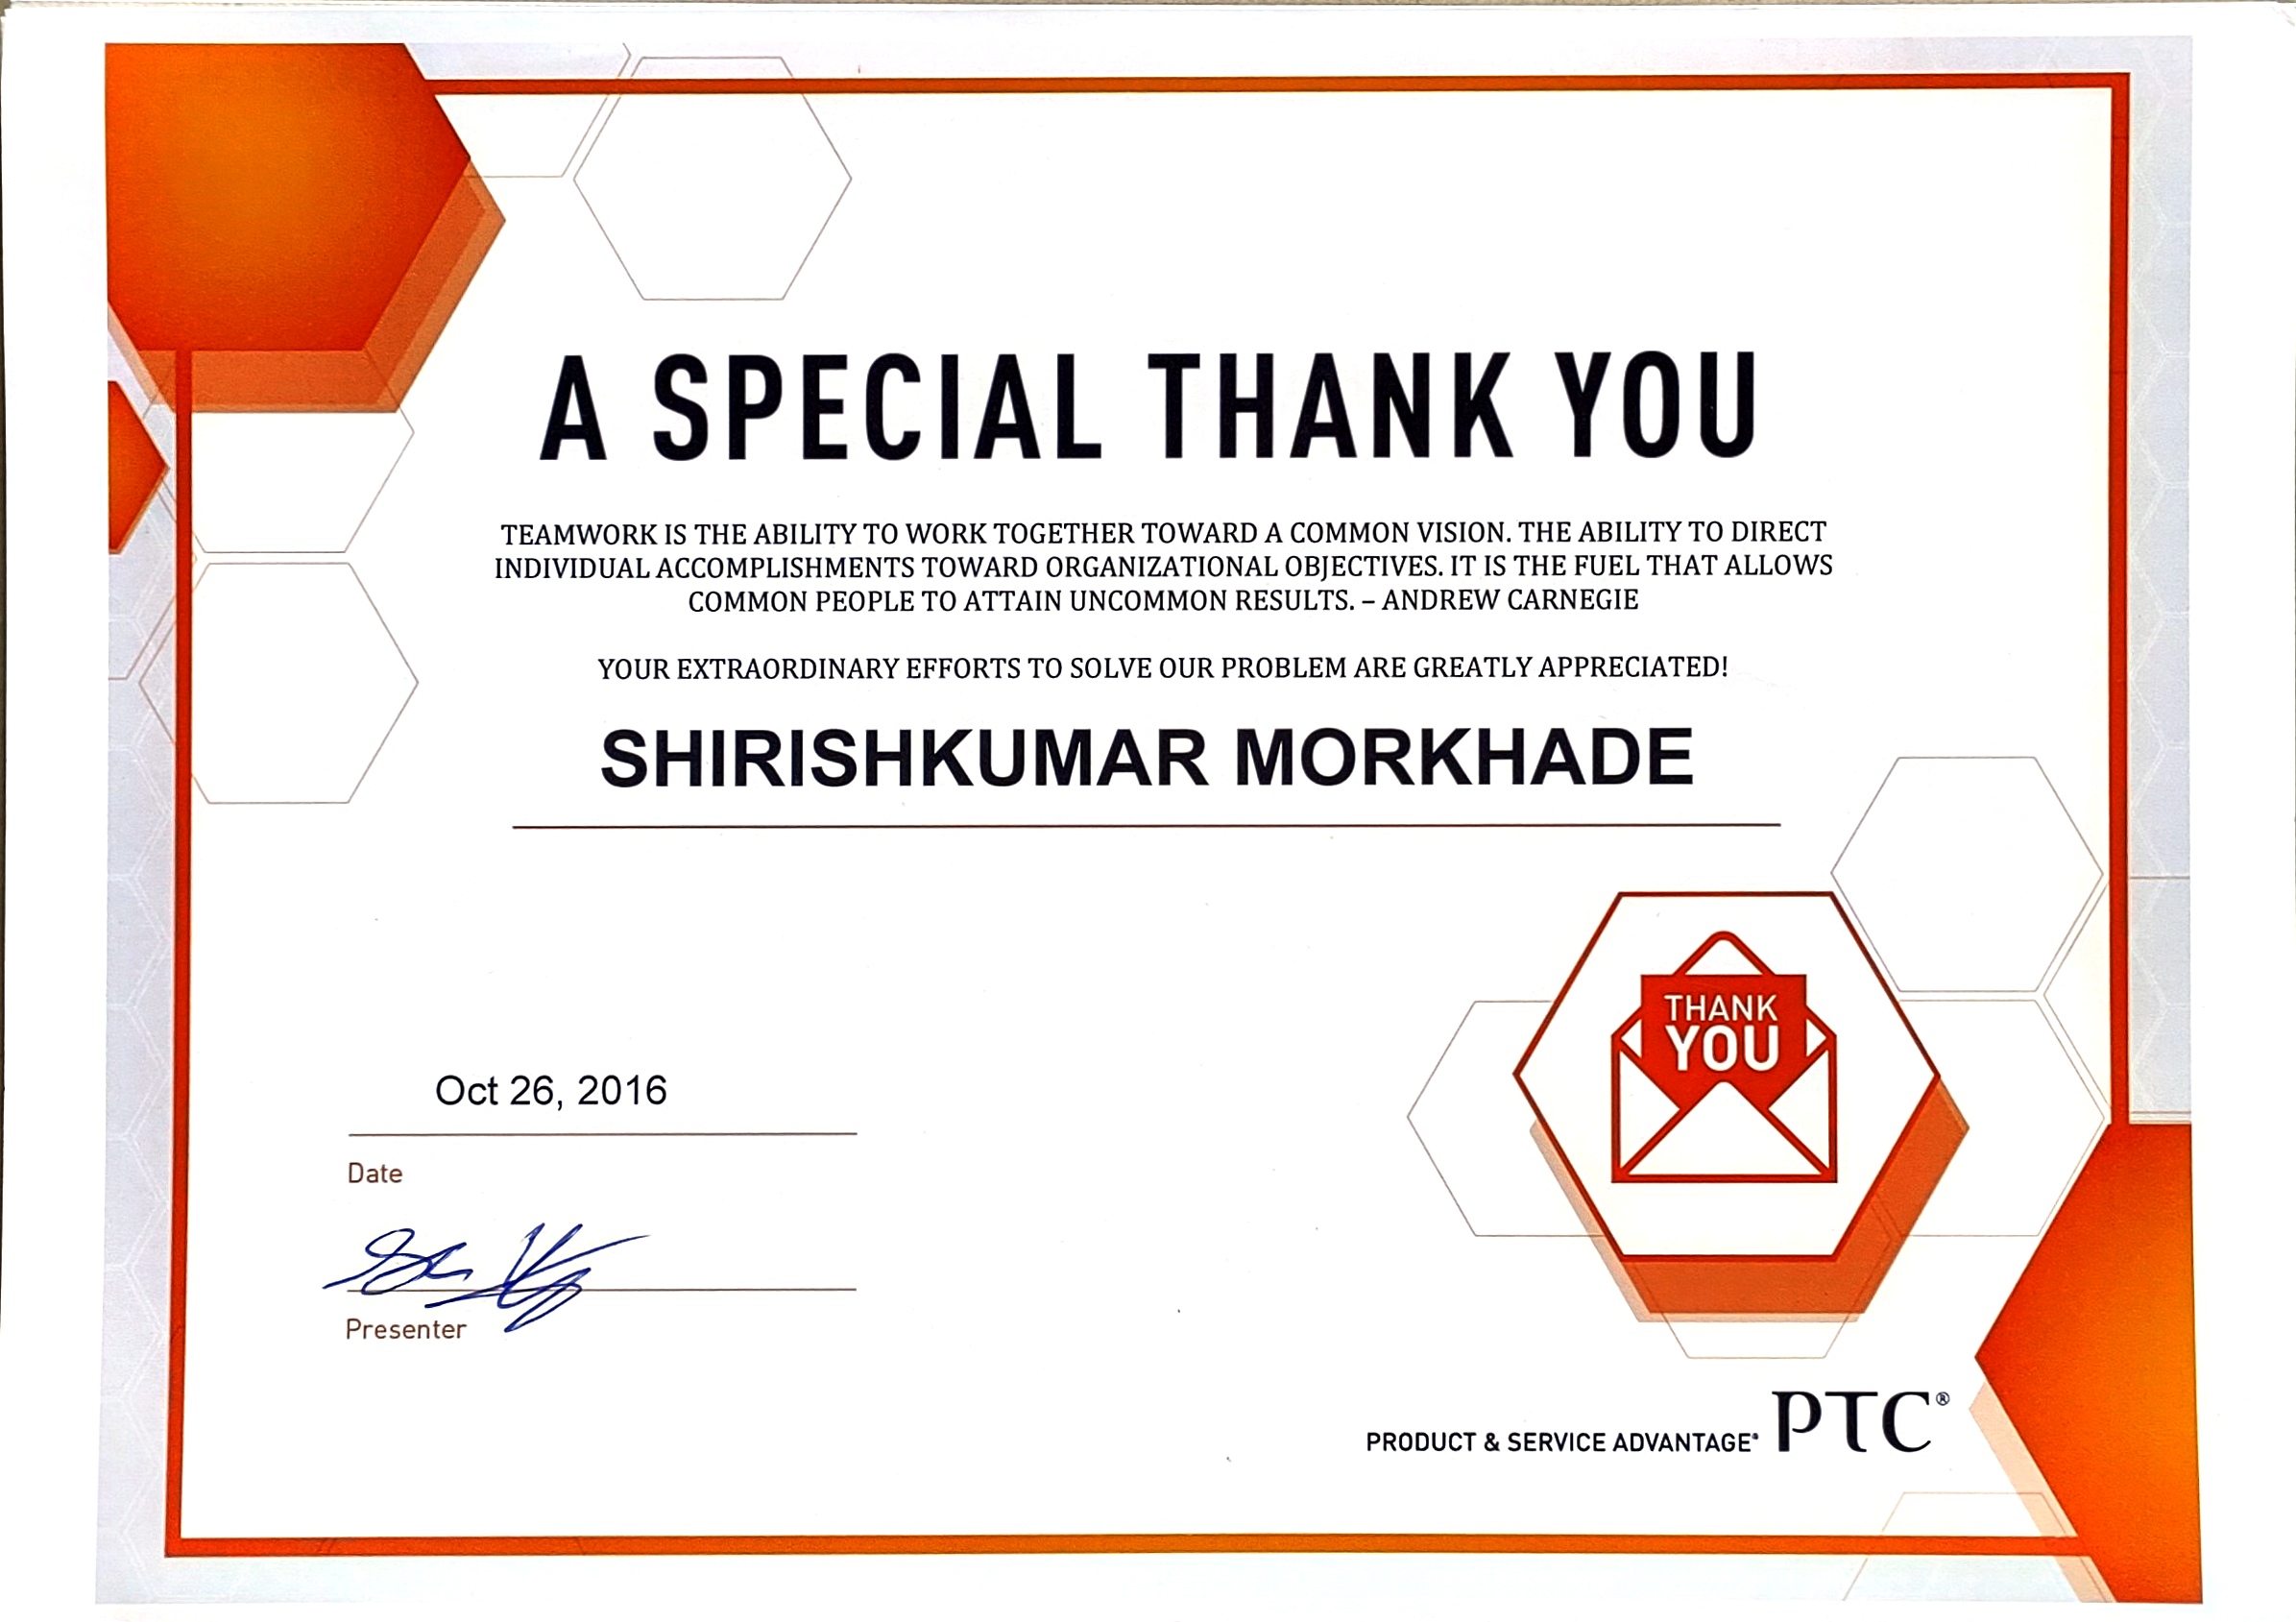 A SPECIAL THANK YOU
TEAMWORK IS THE ABILITY TO WORK TOGETHER TOWARD A COMMON VISION. THE ABILITY TO DIRECT
INDIVIDUAL ACCOMPLISHMENTS TOWARD ORGANIZATIONAL OBJECTIVES. IT IS THE FUEL THAT ALLOWS
COMMON PEOPLE TO ATTAIN UNCOMMON RESULTS. – ANDREW CARNEGIE
YOUR EXTRAORDINARY EFFORTS TO SOLVE OUR PROBLEM ARE GREATLY APPRECIATED!
SHIRISHKUMAR MORKHADE
THANK
YOU
Oct 26, 2016
Date
Presenter
PRODUCT & SERVICE ADVANTAGE® PTC®